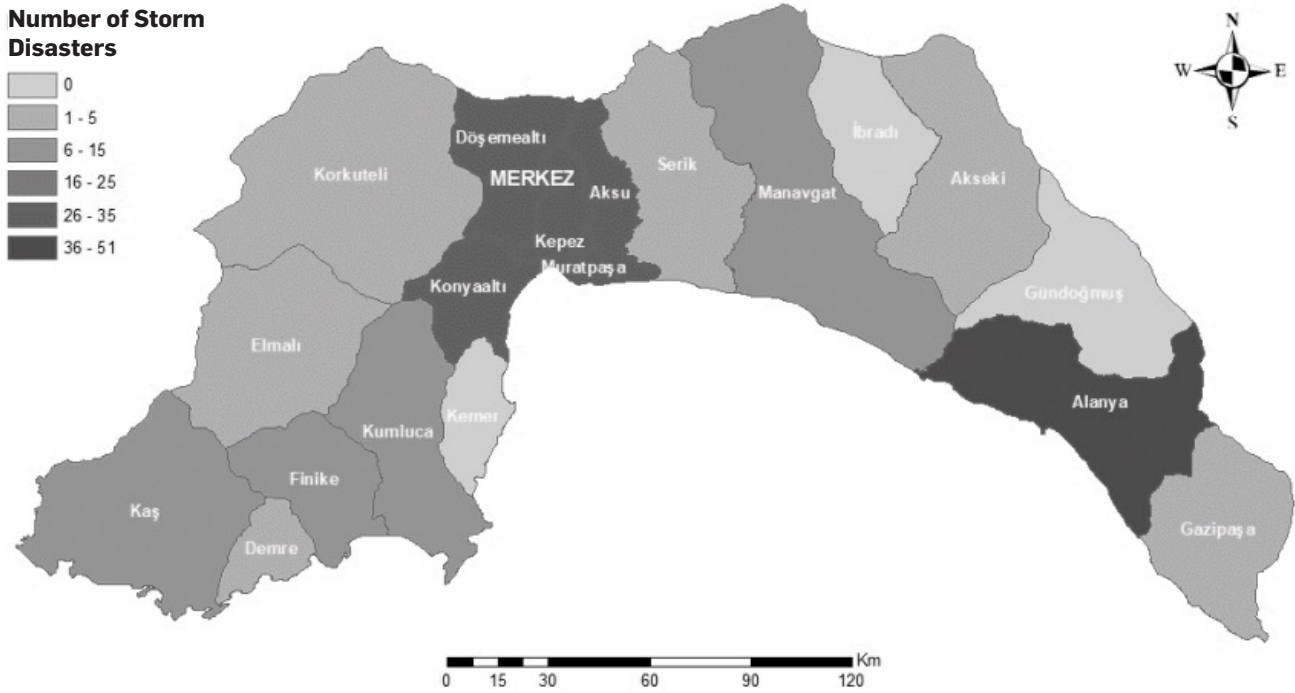 Number of Storm
Disasters
0
1 - 5
6 - 15
16 - 25
26 - 35
36 - 51
N
W
E
S
Döşemealtı
MERKEZ
Aksu
Kepez
Muratpaşa
Konyaaltı
Korkuteli
Serik
Manavgat
İbradı
Akseki
Gündoğmuş
Elmalı
Alanya
Kemer
Kumluca
Finike
Kaş
Demre
Gazipaşa
Km
0 15 30 60 90 120